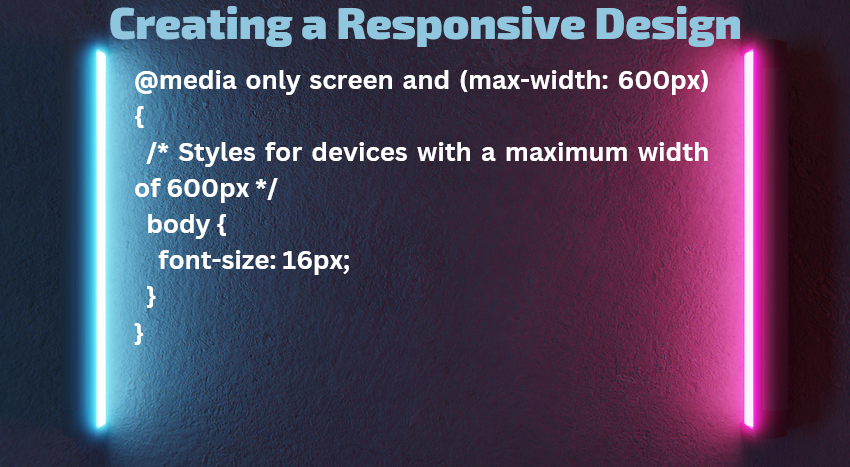 Creating a Responsive Design
@media only screen and (max-width: 600px)
{
/* Styles for devices with a maximum width
of 600px */
body {
font-size: 16px;
}
}